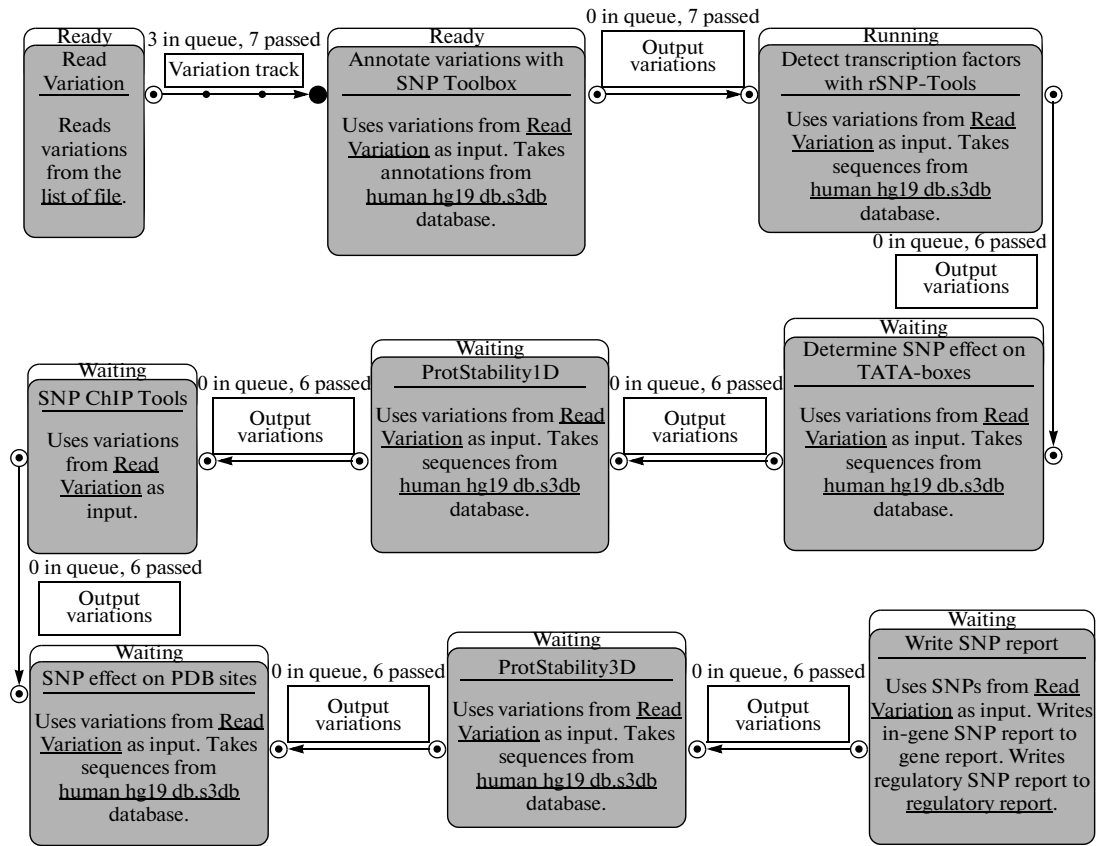 Ready
Read
Variation
Reads
variations
from the
list of file.
3 in queue, 7 passed
Variation track
Ready
Annotate variations with
SNP Toolbox
Uses variations from Read
Variation as input. Takes
annotations from
human hg19 db.s3db
database.
0 in queue, 7 passed
Output
variations
Running
Detect transcription factors
with rSNP-Tools
Uses variations from Read
Variation as input. Takes
sequences from
human hg19 db.s3db
database.
0 in queue, 6 passed
Output
variations
Waiting
Determine SNP effect on
TATA-boxes
Uses variations from Read
Variation as input. Takes
sequences from
human hg19 db.s3db
database.
0 in queue, 6 passed
Output
variations
Waiting
ProtStability1D
Uses variations from Read
Variation as input. Takes
sequences from
human hg19 db.s3db
database.
0 in queue, 6 passed
Output
variations
Waiting
SNP ChIP Tools
Uses variations
from Read
Variation as
input.
0 in queue, 6 passed
Output
variations
Waiting
SNP effect on PDB sites
Uses variations from Read
Variation as input. Takes
sequences from
human hg19 db.s3db
database.
0 in queue, 6 passed
Output
variations
Waiting
ProtStability3D
Uses variations from Read
Variation as input. Takes
sequences from
human hg19 db.s3db
database.
0 in queue, 6 passed
Output
variations
Waiting
Write SNP report
Uses SNPs from Read
Variation as input. Writes
in-gene SNP report to
gene report. Writes
regulatory SNP report to
regulatory report.